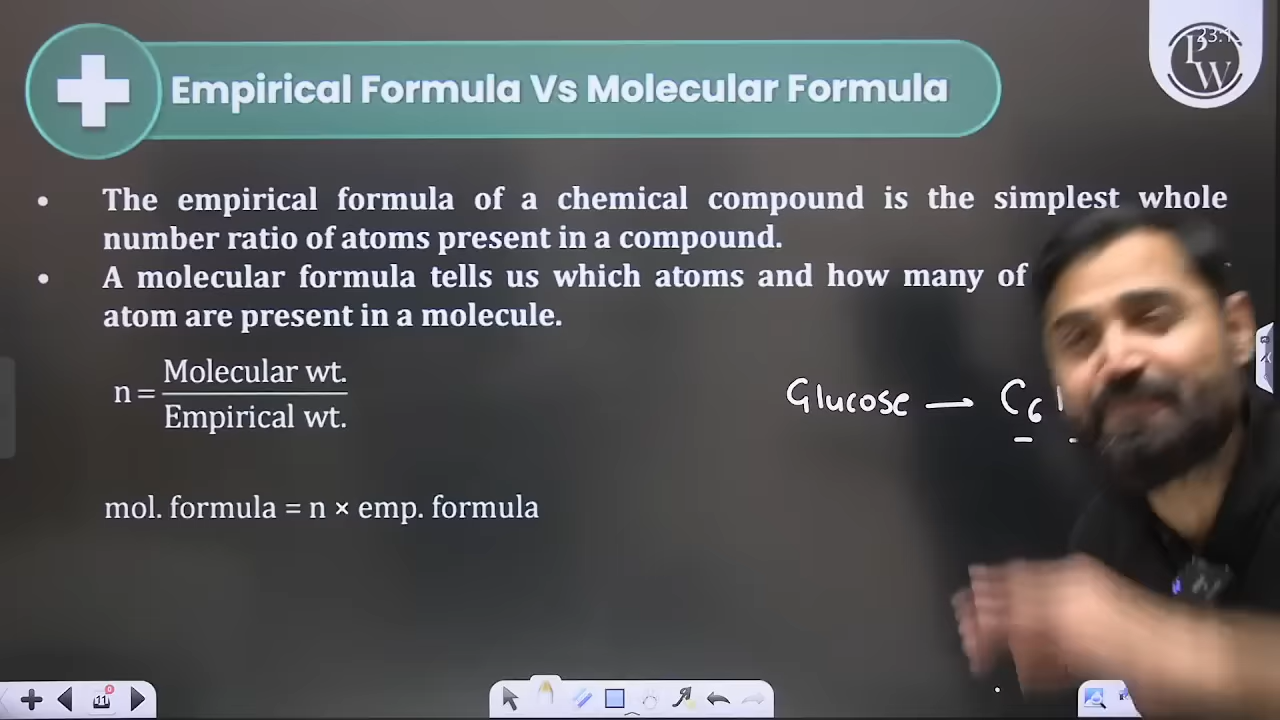 Empirical Formula Vs Molecular Formula
PW
• The empirical formula of a chemical compound is the simplest whole
number ratio of atoms present in a compound.
• A molecular formula tells us which atoms and how many of
atom are present in a molecule.
n = Molecular wt.
Empirical wt.
Glucose → C6
mol. formula = n × emp. formula
11